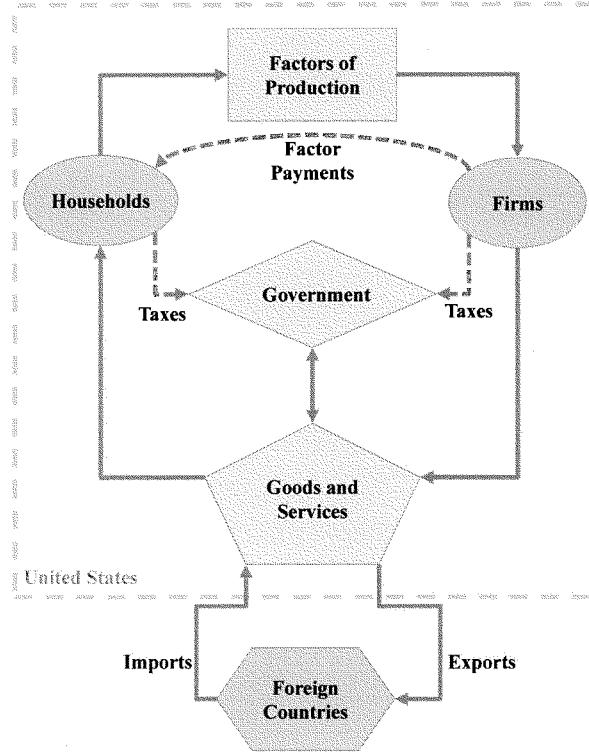 Factors of
Production
Factor
Payments
Households
Firms
Government
Taxes
Taxes
Goods and
Services
United States
Imports
Exports
Foreign
Countries